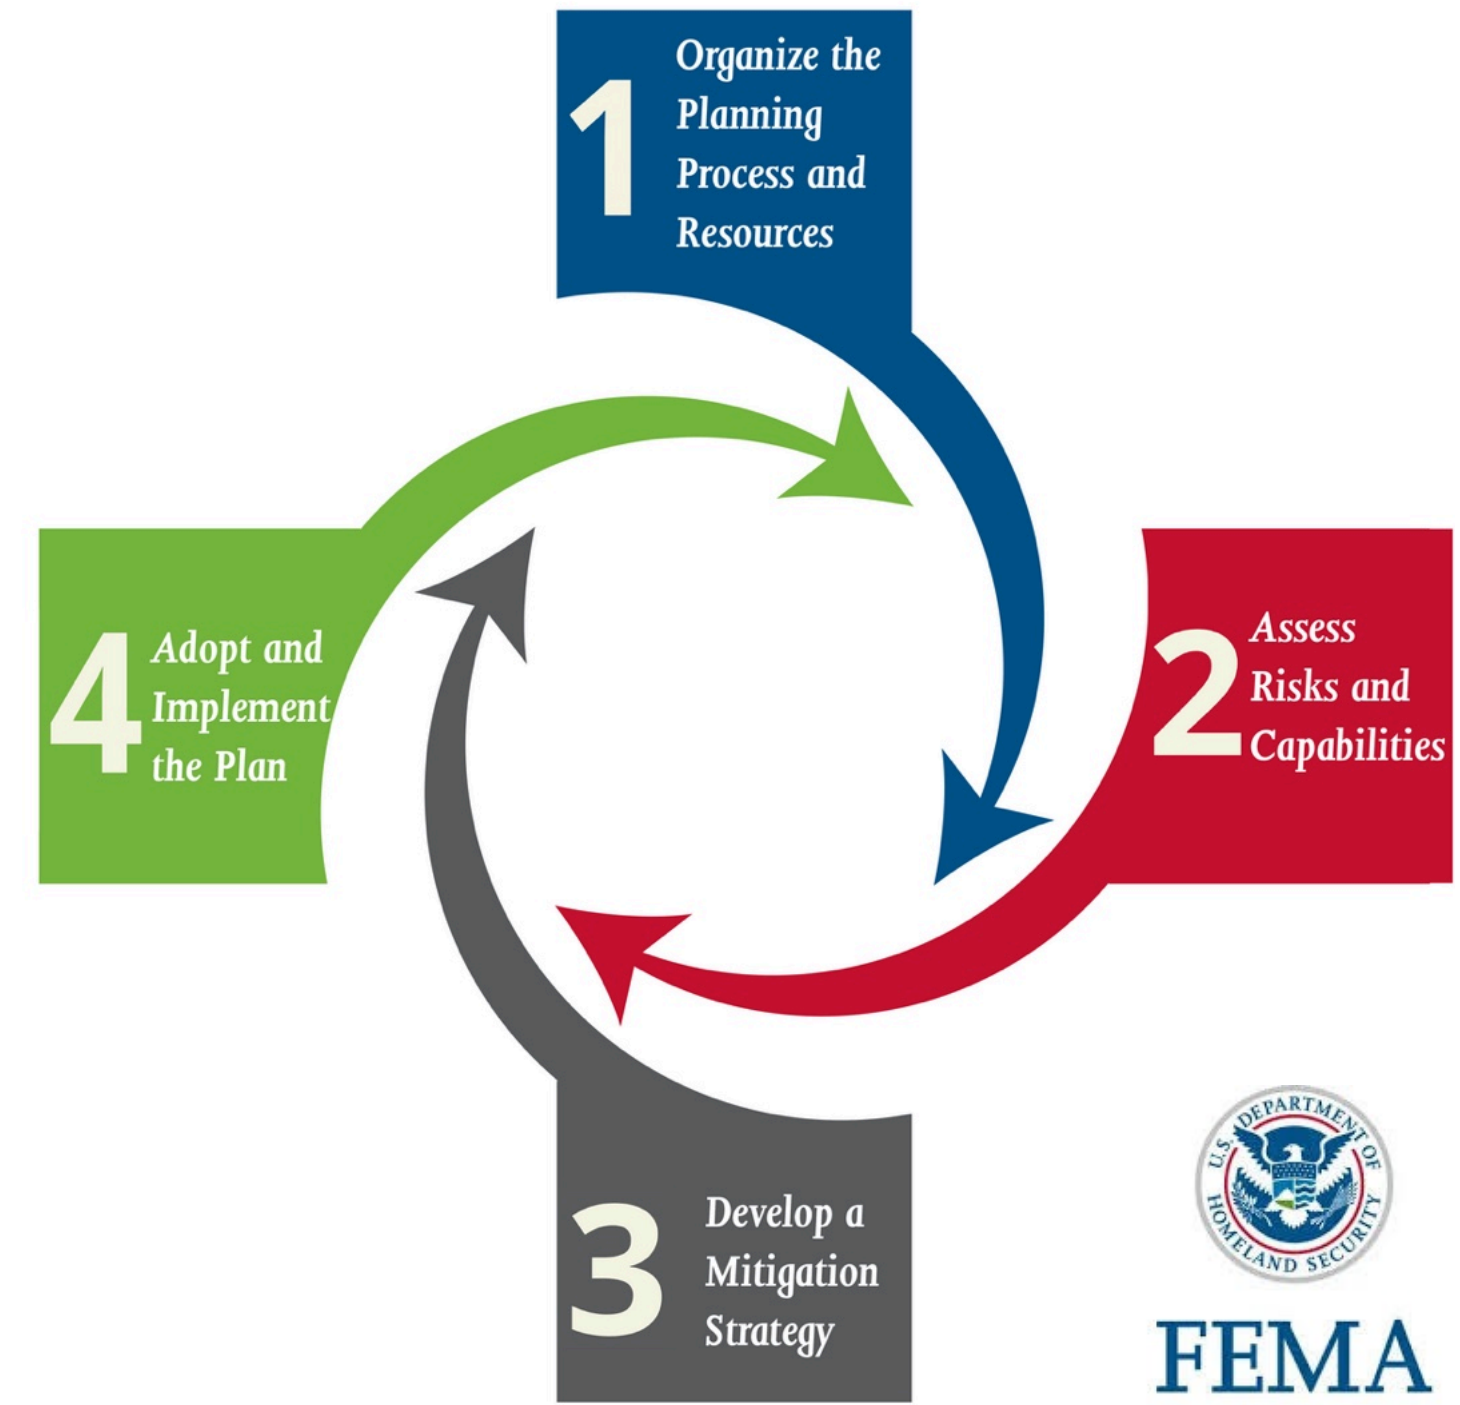 1
Organize the
Planning
Process and
Resources
2
Assess
Risks and
Capabilities
3
Develop a
Mitigation
Strategy
4
Adopt and
Implement
the Plan
U.S. DEPARTMENT OF
HOMELAND SECURITY
FEMA